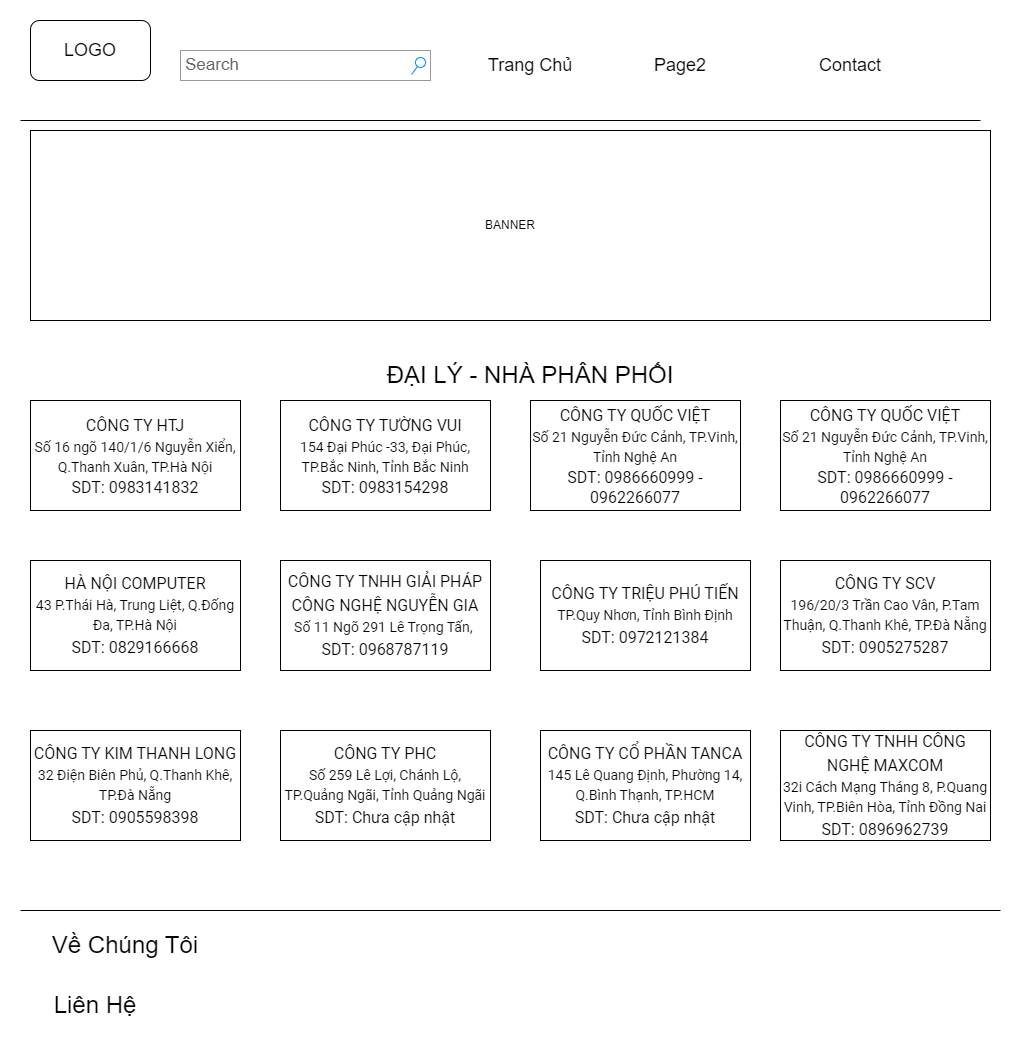 LOGO
Search
Trang Chủ
Page2
Contact
BANNER
ĐẠI LÝ - NHÀ PHÂN PHỐI
CÔNG TY HTJ
Số 16 ngõ 140/1/6 Nguyễn Xiển,
Q.Thanh Xuân, TP.Hà Nội
SDT: 0983141832
CÔNG TY TƯỜNG VUI
154 Đại Phúc -33, Đại Phúc,
TP.Bắc Ninh, Tỉnh Bắc Ninh
SDT: 0983154298
CÔNG TY QUỐC VIỆT
Số 21 Nguyễn Đức Cảnh, TP.Vinh,
Tỉnh Nghệ An
SDT: 0986660999 -
0962266077
CÔNG TY QUỐC VIỆT
Số 21 Nguyễn Đức Cảnh, TP.Vinh,
Tỉnh Nghệ An
SDT: 0986660999 -
0962266077
HÀ NỘI COMPUTER
43 P.Thái Hà, Trung Liệt, Q.Đống
Đa, TP.Hà Nội
SDT: 0829166668
CÔNG TY TNHH GIẢI PHÁP
CÔNG NGHỆ NGUYỄN GIA
Số 11 Ngõ 291 Lê Trọng Tấn,
SDT: 0968787119
CÔNG TY TRIỆU PHÚ TIẾN
TP.Quy Nhơn, Tỉnh Bình Định
SDT: 0972121384
CÔNG TY SCV
196/20/3 Trần Cao Vân, P.Tam
Thuận, Q.Thanh Khê, TP.Đà Nẵng
SDT: 0905275287
CÔNG TY KIM THANH LONG
32 Điện Biên Phủ, Q.Thanh Khê,
TP.Đà Nẵng
SDT: 0905598398
CÔNG TY PHC
Số 259 Lê Lợi, Chánh Lộ,
TP.Quảng Ngãi, Tỉnh Quảng Ngãi
SDT: Chưa cập nhật
CÔNG TY CỔ PHẦN TANCA
145 Lê Quang Định, Phường 14,
Q.Bình Thạnh, TP.HCM
SDT: Chưa cập nhật
CÔNG TY TNHH CÔNG
NGHỆ MAXCOM
32i Cách Mạng Tháng 8, P.Quang
Vinh, TP.Biên Hòa, Tỉnh Đồng Nai
SDT: 0896962739
Về Chúng Tôi
Liên Hệ